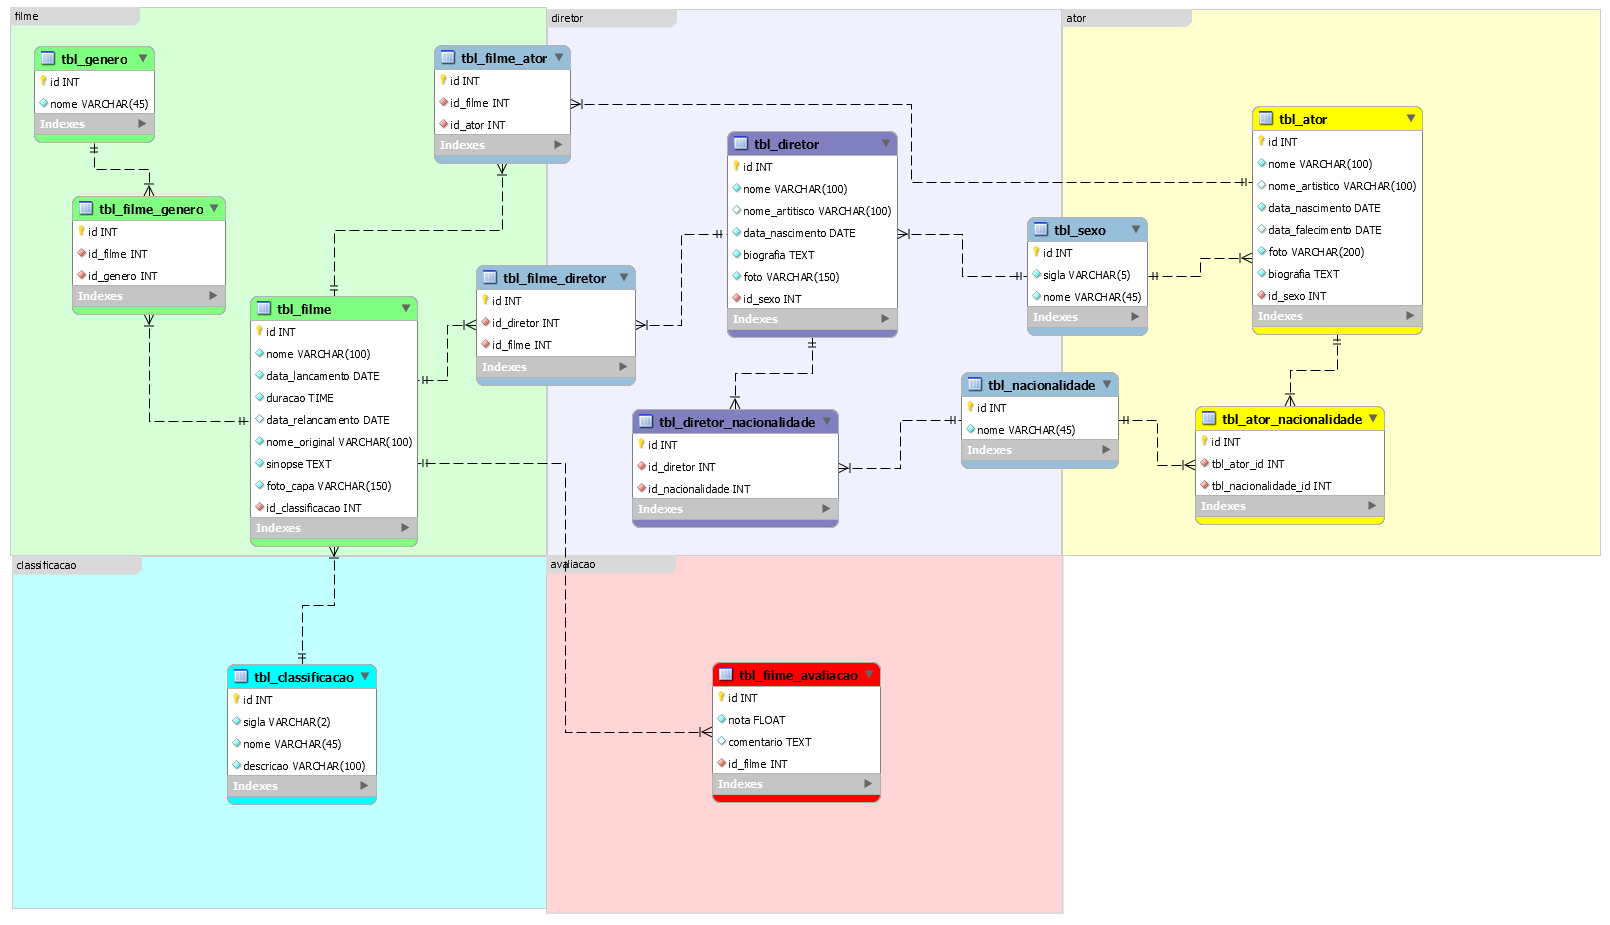 filme
tbl_genero
id INT
nome VARCHAR(45)
Indexes
tbl_filme_genero
id INT
id_filme INT
id_genero INT
Indexes
tbl_filme_ator
id INT
id_filme INT
id_ator INT
Indexes
tbl_filme
id INT
nome VARCHAR(100)
data_lancamento DATE
duracao TIME
data_relancamento DATE
nome_original VARCHAR(100)
sinopse TEXT
foto_capa VARCHAR(150)
id_classificacao INT
Indexes
tbl_filme_diretor
id INT
id_diretor INT
id_filme INT
Indexes
diretor
tbl_diretor
id INT
nome VARCHAR(100)
nome_artitisco VARCHAR(100)
data_nascimento DATE
biografia TEXT
foto VARCHAR(150)
id_sexo INT
Indexes
tbl_diretor_nacionalidade
id INT
id_diretor INT
id_nacionalidade INT
Indexes
tbl_sexo
id INT
sigla VARCHAR(5)
nome VARCHAR(45)
Indexes
tbl_nacionalidade
id INT
nome VARCHAR(45)
Indexes
ator
tbl_ator
id INT
nome VARCHAR(100)
nome_artistico VARCHAR(100)
data_nascimento DATE
data_falecimento DATE
foto VARCHAR(200)
biografia TEXT
id_sexo INT
Indexes
tbl_ator_nacionalidade
id INT
tbl_ator_id INT
tbl_nacionalidade_id INT
Indexes
classificacao
tbl_classificacao
id INT
sigla VARCHAR(2)
nome VARCHAR(45)
descricao VARCHAR(100)
Indexes
avaliacao
tbl_filme_avaliacao
id INT
nota FLOAT
comentario TEXT
id_filme INT
Indexes